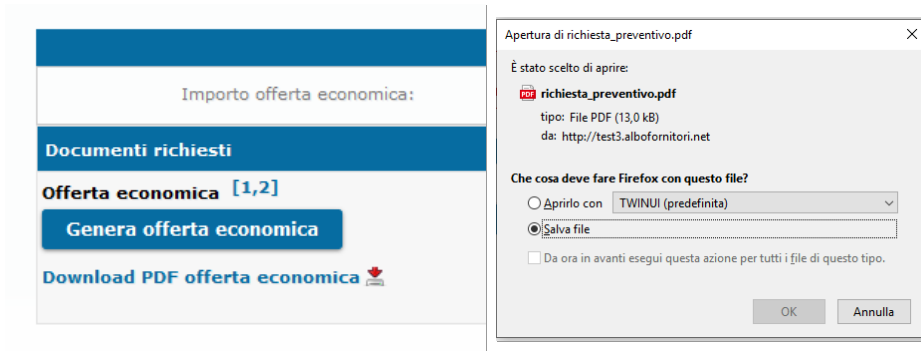 Importo offerta economica:
Documenti richiesti
Offerta economica [1,2]
Genera offerta economica
Download PDF offerta economica
Apertura di richiesta_preventivo.pdf
È stato scelto di aprire:
PDF richiesta_preventivo.pdf
tipo: File PDF (13,0 kB)
da: http://test3.albofornitori.net
Che cosa deve fare Firefox con questo file?
Aprirlo con TWINUI (predefinita)
Salva file
Da ora in avanti esegui questa azione per tutti i file di questo tipo.
OK Annulla